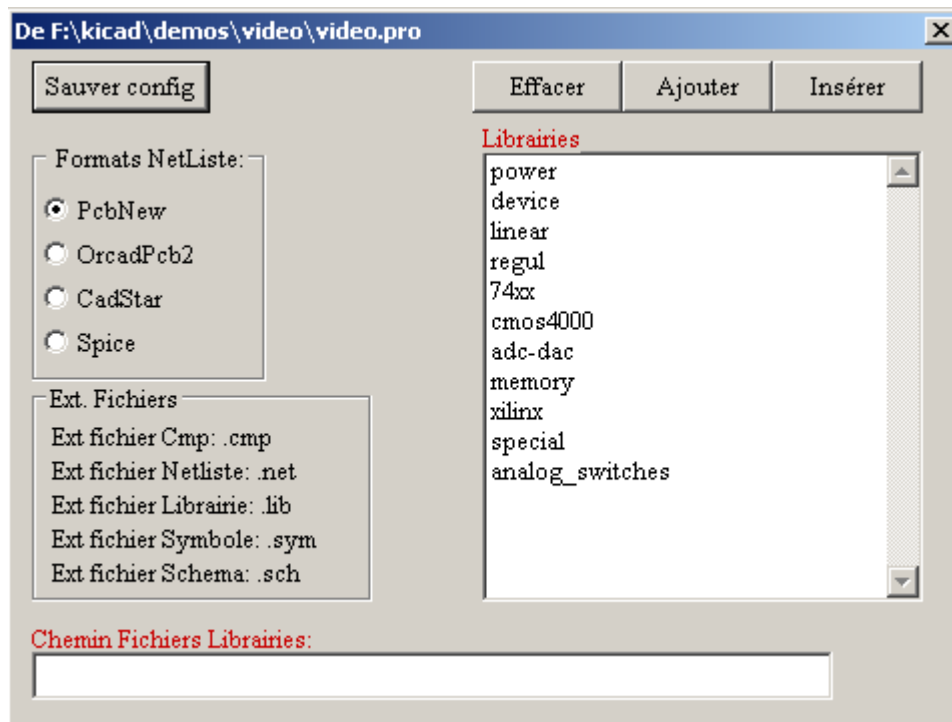 De F:\kicad\demos\video\video.pro
Sauver config
Effacer
Ajouter
Insérer
Formats NetListe:
PcbNew
OrcadPcb2
CadStar
Spice
Ext. Fichiers
Ext fichier Cmp: .cmp
Ext fichier Netliste: .net
Ext fichier Librairie: .lib
Ext fichier Symbole: .sym
Ext fichier Schema: .sch
Librairies
power
device
linear
regul
74xx
cmos4000
adc-dac
memory
xilinx
special
analog_switches
Chemin Fichiers Librairies: